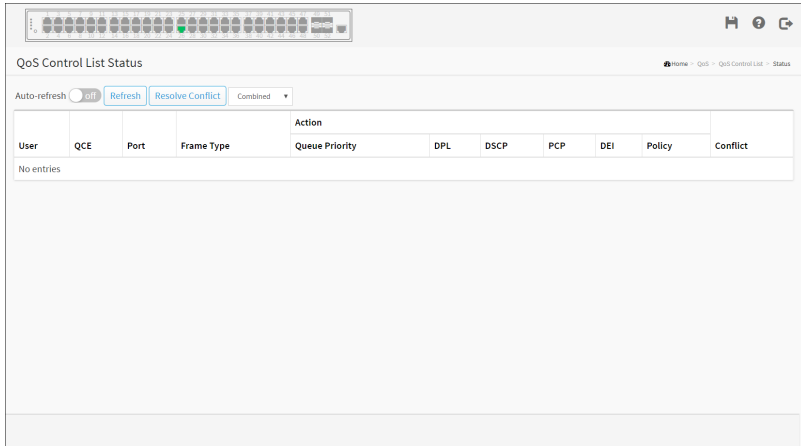 QoS Control List Status
Home > QoS > QoS Control List > Status
Auto-refresh off Refresh Resolve Conflict Combined
Action
User QCE Port Frame Type Queue Priority DPL DSCP PCP DEI Policy Conflict
No entries